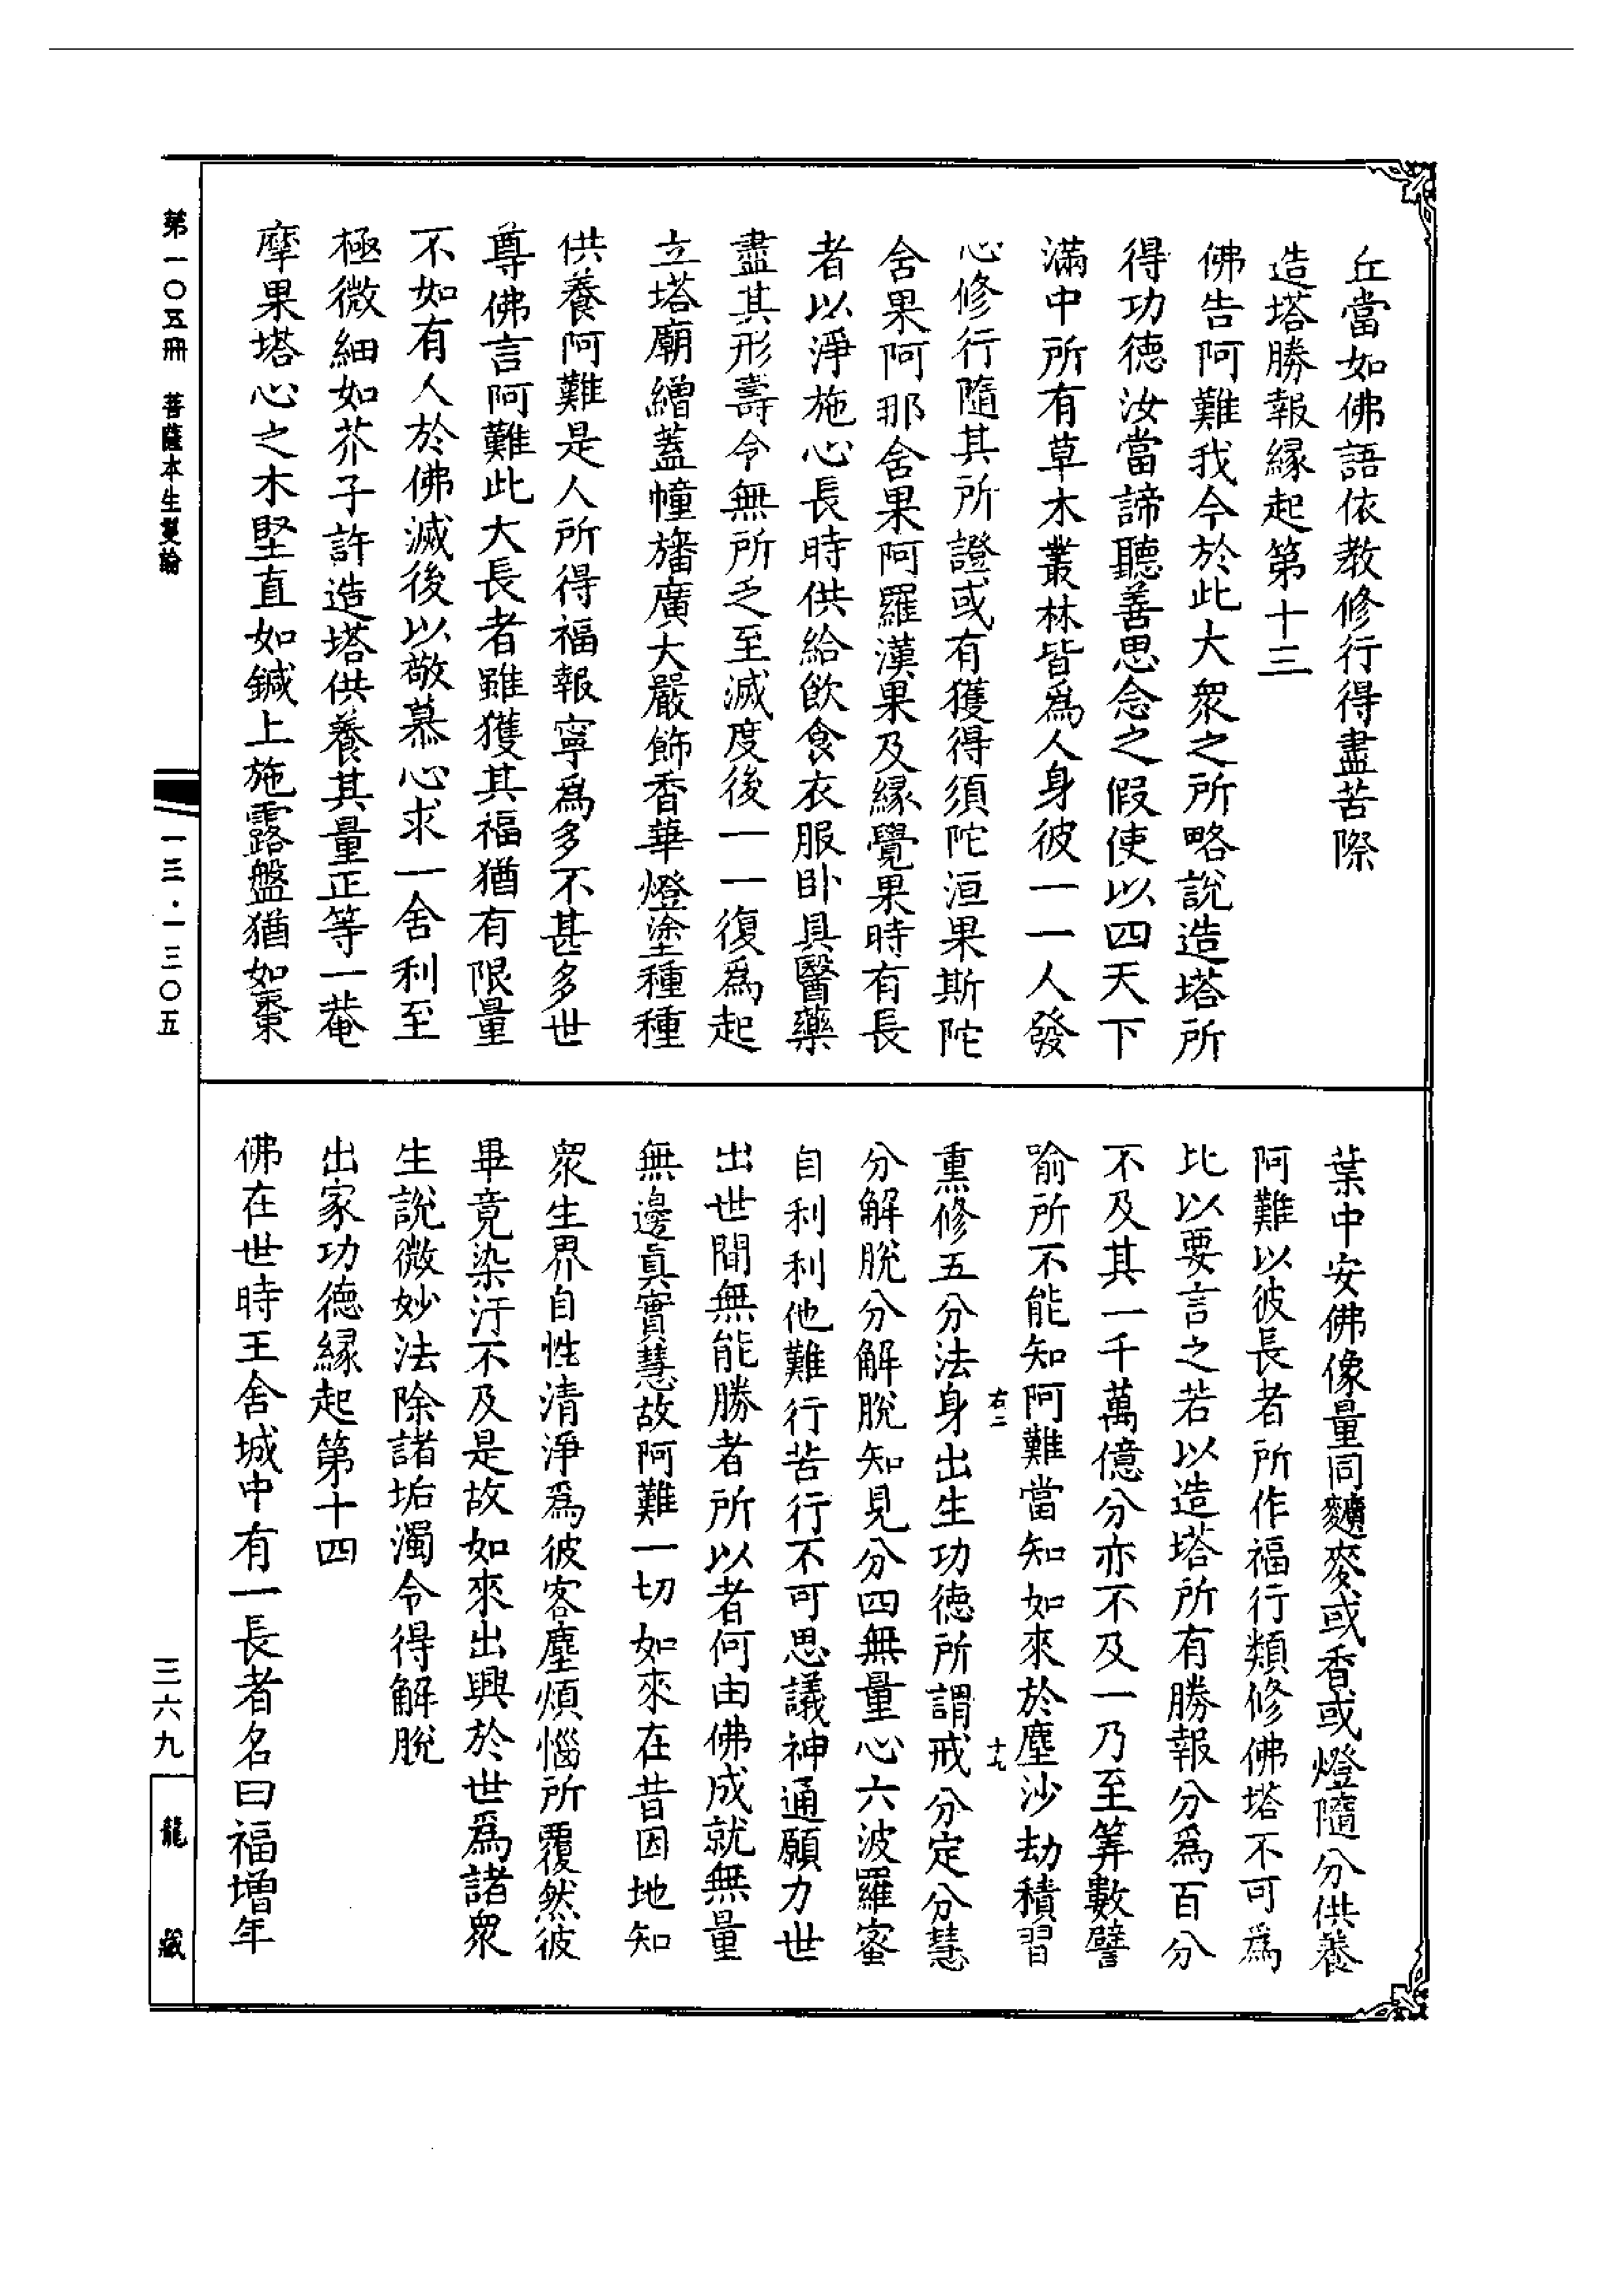 丘當如佛語依教修行得盡苦際
造塔勝報緣起第十三
佛告阿難我今於此大眾之所略說造塔所
得功德汝當諦聽善思念之假使以四天下
滿中所有草木叢林皆爲人身彼一一人發
心修行隨其所證或有獲得須陀洹果斯陀
含果阿那含果阿羅漢果及緣覺果時有長
者以淨施心長時供給飲食衣服卧具醫藥
盡其形壽令無所乏至滅度後一一復爲起
立塔廟繒蓋幢旛廣大嚴飾香華燈塗種種
供養阿難是人所得福報寧爲多不甚多世
尊佛言阿難此大長者雖獲其福猶有限量
不如有人於佛滅後以敬慕心求一舍利至
極微細如芥子許造塔供養其量正等一菴
摩果塔心之木堅直如鍼上施露盤猶如棗
葉中安佛像量同麵麥或香或燈隨分供養
阿難以彼長者所作福行類修佛塔不可爲
比以要言之若以造塔所有勝報分爲百分
不及其一千萬億分亦不及一乃至筭數譬
喻所不能知阿難當知如來於塵沙劫積習
熏修五分法身出生功德所謂戒分定分慧
分解脫分解脫知見分四無量心六波羅蜜
自利利他難行苦行不可思議神通願力世
出世間無能勝者所以者何由佛成就無量
無邊眞實慧故阿難一切如來在昔因地知
眾生界自性清淨爲彼客塵煩惱所覆然彼
畢竟染汙不及是故如來出興於世爲諸眾
生說微妙法除諸垢濁令得解脫
出家功德緣起第十四
佛在世時王舍城中有一長者名曰福增年
右二
十九
第一〇五冊 菩薩本生鬘論
一三·一三〇五
三六九
龍藏